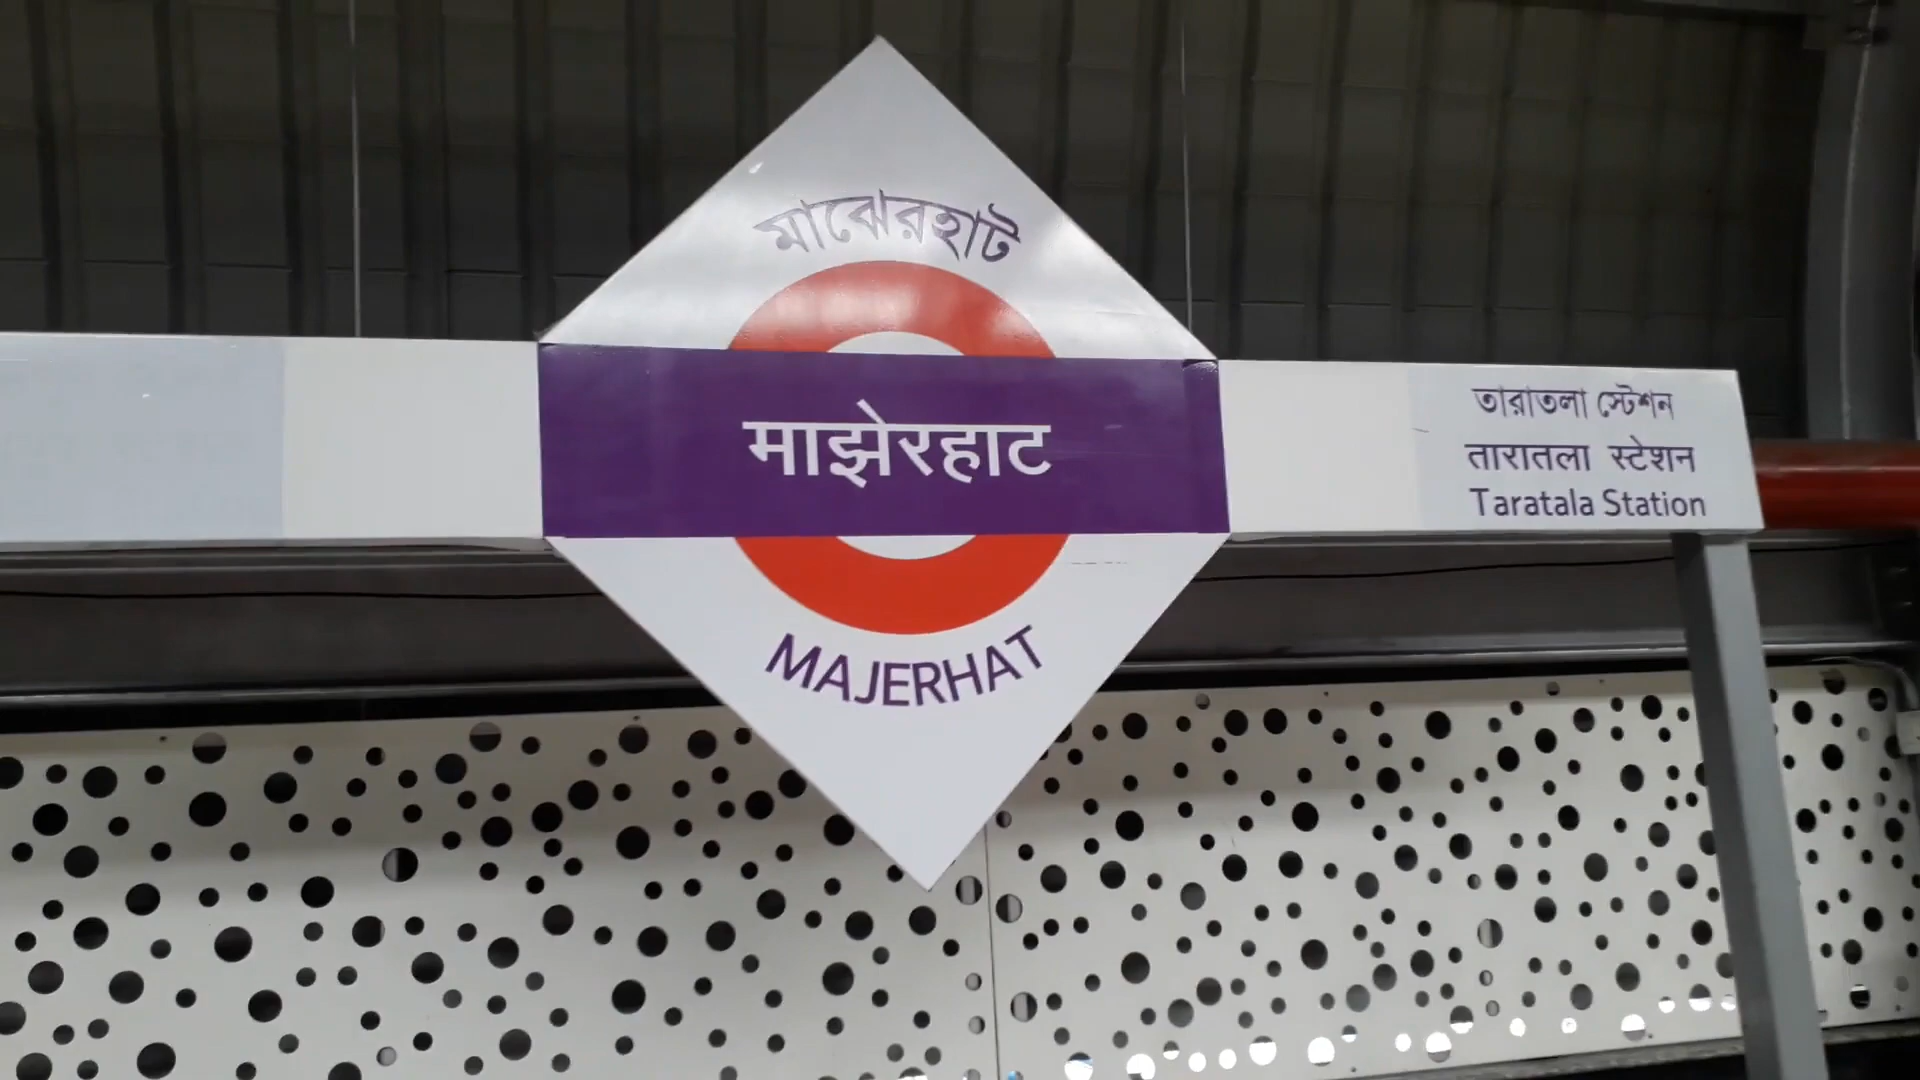 মাঝেরহাট
माझेरहाट
MAJERHAT
তারাতলা স্টেশন
तारातला स्टेशन
Taratala Station